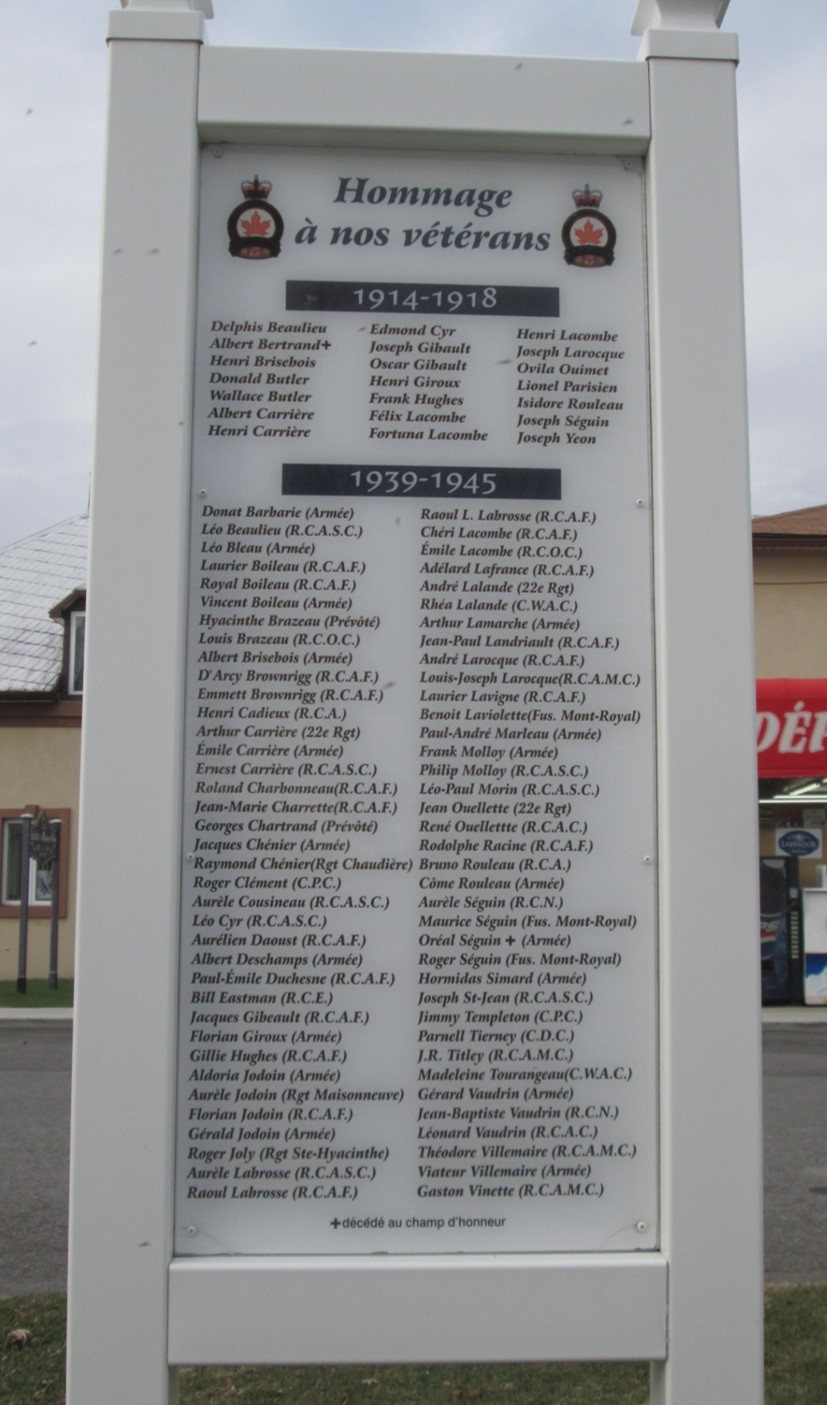 Hommage
à nos vétérans
1914-1918
Delphis Beaulieu
Albert Bertrand+
Henri Brisebois
Donald Butler
Wallace Butler
Albert Carrière
Henri Carrière
Edmond Cyr
Joseph Gibault
Oscar Gibault
Henri Giroux
Frank Hughes
Félix Lacombe
Fortuna Lacombe
Henri Lacombe
Joseph Larocque
Ovila Ouimet
Lionel Parisien
Isidore Rouleau
Joseph Séguin
Joseph Yeon
1939-1945
Donat Barbarie (Armée)
Léo Beaulieu (R.C.A.S.C.)
Léo Bleau (Armée)
Laurier Boileau (R.C.A.F.)
Royal Boileau (R.C.A.F.)
Vincent Boileau (Armée)
Hyacinthe Brazeau (Prévôté)
Louis Brazeau (R.C.O.C.)
Albert Brisebois (Armée)
D'Arcy Brownrigg (R.C.A.F.)
Emmett Brownrigg (R.C.A.F.)
Henri Cadieux (R.C.A.)
Arthur Carrière (22e Rgt)
Émile Carrière (Armée)
Ernest Carrière (R.C.A.S.C.)
Roland Charbonneau(R.C.A.F.)
Jean-Marie Charrette(R.C.A.F.)
Georges Chartrand (Prévôté)
Jacques Chénier (Armée)
Raymond Chénier(Rgt Chaudière)
Roger Clément (C.P.C.)
Aurèle Cousineau (R.C.A.S.C.)
Léo Cyr (R.C.A.S.C.)
Aurélien Daoust (R.C.A.F.)
Albert Deschamps (Armée)
Paul-Émile Duchesne (R.C.A.F.)
Bill Eastman (R.C.E.)
Jacques Gibeault (R.C.A.F.)
Florian Giroux (Armée)
Gillie Hughes (R.C.A.F.)
Aldoria Jodoin (Armée)
Aurèle Jodoin (Rgt Maisonneuve)
Florian Jodoin (R.C.A.F.)
Gérald Jodoin (Armée)
Roger Joly (Rgt Ste-Hyacinthe)
Aurèle Labrosse (R.C.A.S.C.)
Raoul Labrosse (R.C.A.F.)
Raoul L. Labrosse (R.C.A.F.)
Chéri Lacombe (R.C.A.F.)
Émile Lacombe (R.C.O.C.)
Adélard Lafrance (R.C.A.F.)
André Lalande (22e Rgt)
Rhéa Lalande (C.W.A.C.)
Arthur Lamarche (Armée)
Jean-Paul Landriault (R.C.A.F.)
André Larocque (R.C.A.F.)
Louis-Joseph Larocque(R.C.A.M.C.)
Laurier Lavigne (R.C.A.F.)
Benoit Laviolette(Fus. Mont-Royal)
Paul-André Marleau (Armée)
Frank Molloy (Armée)
Philip Molloy (R.C.A.S.C.)
Léo-Paul Morin (R.C.A.S.C.)
Jean Ouellette (22e Rgt)
René Ouellettte (R.C.A.C.)
Rodolphe Racine (R.C.A.F.)
Bruno Rouleau (R.C.A.)
Côme Rouleau (Armée)
Aurèle Séguin (R.C.N.)
Maurice Séguin (Fus. Mont-Royal)
Oréal Séguin + (Armée)
Roger Séguin (Fus. Mont-Royal)
Hormidas Simard (Armée)
Joseph St-Jean (R.C.A.S.C.)
Jimmy Templeton (C.P.C.)
Parnell Tierney (C.D.C.)
J.R. Titley (R.C.A.M.C.)
Madeleine Tourangeau(C.W.A.C.)
Gérard Vaudrin (Armée)
Jean-Baptiste Vaudrin (R.C.N.)
Léonard Vaudrin (R.C.A.C.)
Théodore Villemaire (R.C.A.M.C.)
Viateur Villemaire (Armée)
Gaston Vinette (R.C.A.M.C.)
+décédé au champ d'honneur
DÉP
LABRADOR